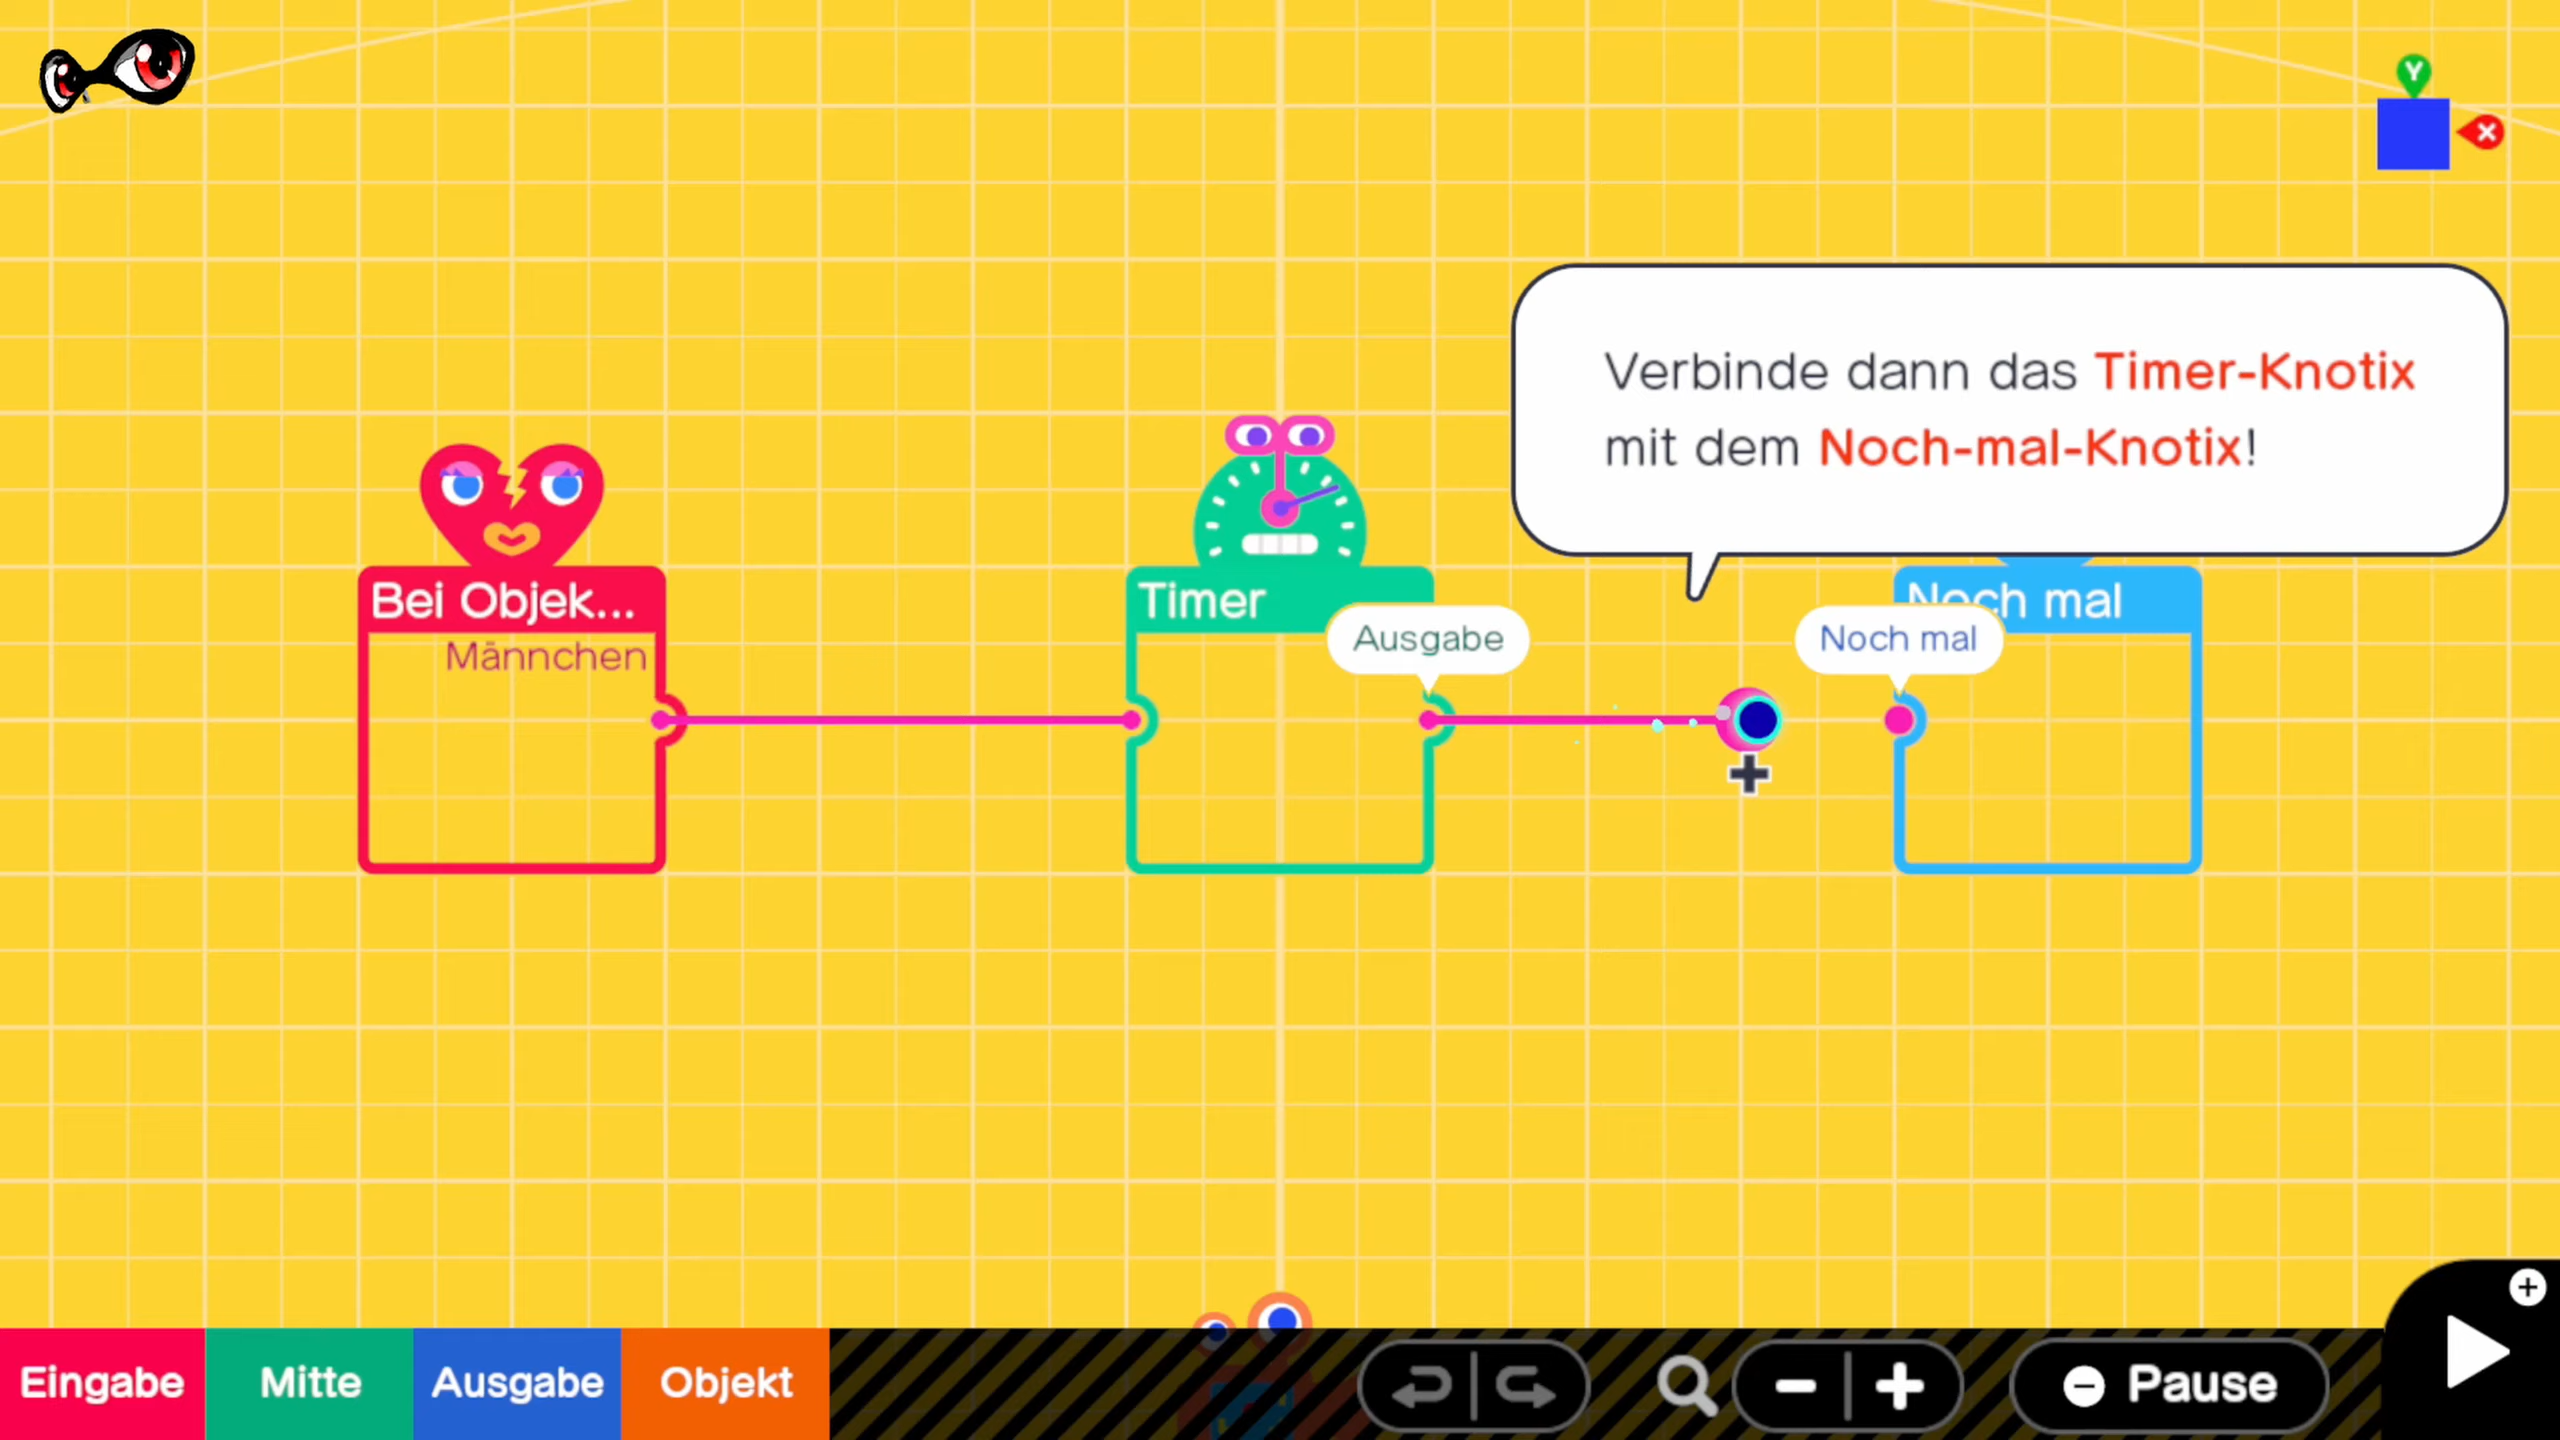 Y
X
Verbinde dann das Timer-Knotix
mit dem Noch-mal-Knotix!
Bei Objek...
Männchen
Timer
Ausgabe
Noch mal
Noch mal
Eingabe
Mitte
Ausgabe
Objekt
Pause